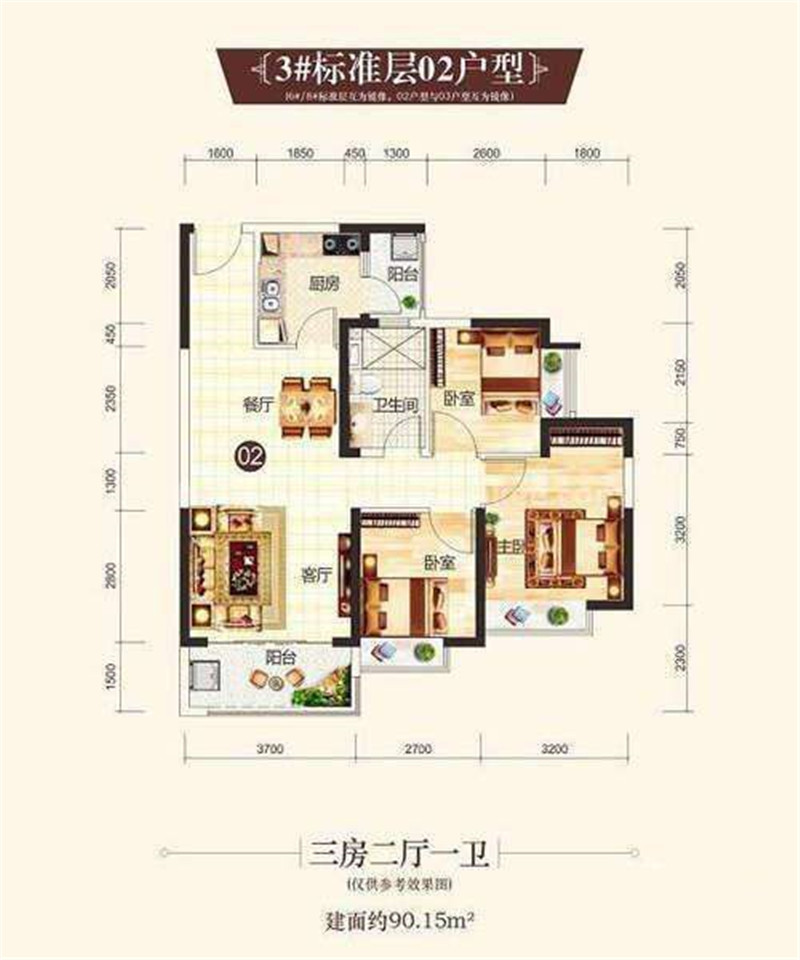 3#标准层02户型
(6#/8#标准层互为镜像，02户型与03户型互为镜像)
1600 1850 450 1300 2600 1800
2050 450 2350 1300 2800 1500
2050 2150 750 3200 2300
厨房
阳台
餐厅
卫生间
卧室
02
客厅
卧室
主卧
阳台
3700 2700 3200
三房二厅一卫
(仅供参考效果图)
建面约90.15m²